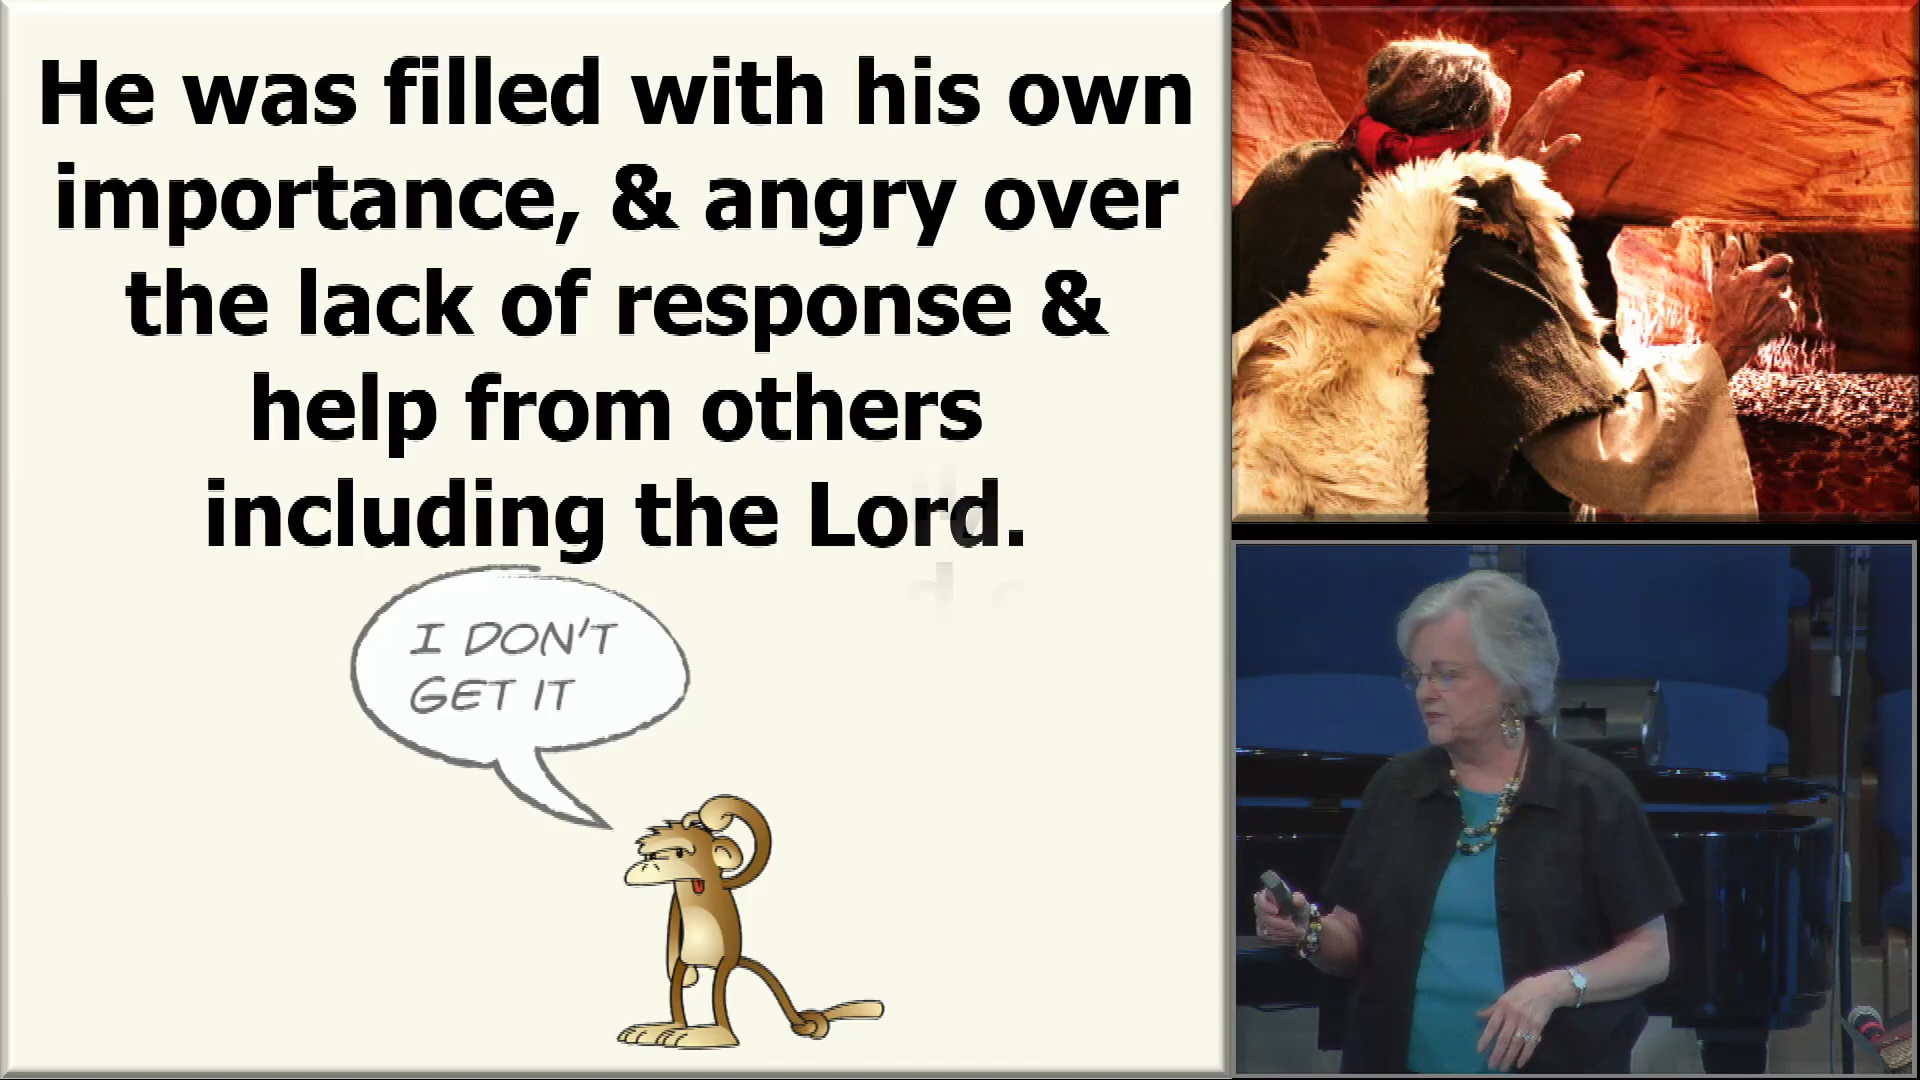 He was filled with his own
importance, & angry over
the lack of response &
help from others
including the Lord.
I DON'T
GET IT